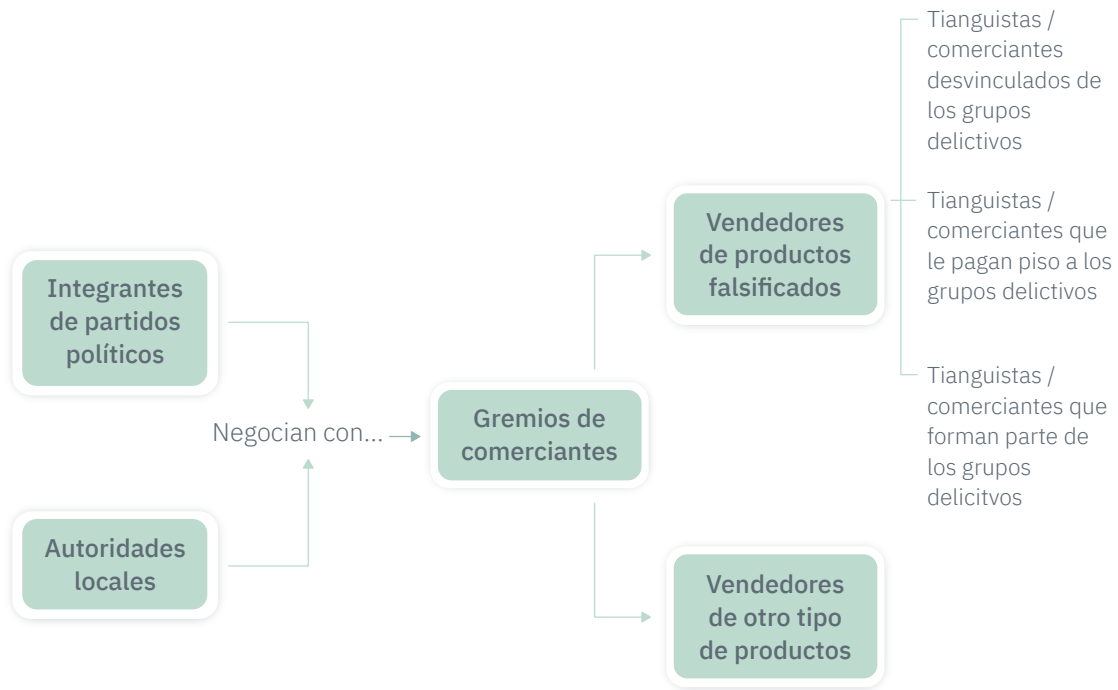 Integrantes
de partidos
políticos
Autoridades
locales
Negocian con...
Gremios de
comerciantes
Vendedores
de productos
falsificados
Vendedores
de otro tipo
de productos
Tianguistas /
comerciantes
desvinculados de
los grupos
delictivos
Tianguistas /
comerciantes que
le pagan piso a los
grupos delictivos
Tianguistas /
comerciantes que
forman parte de
los grupos
delicitvos